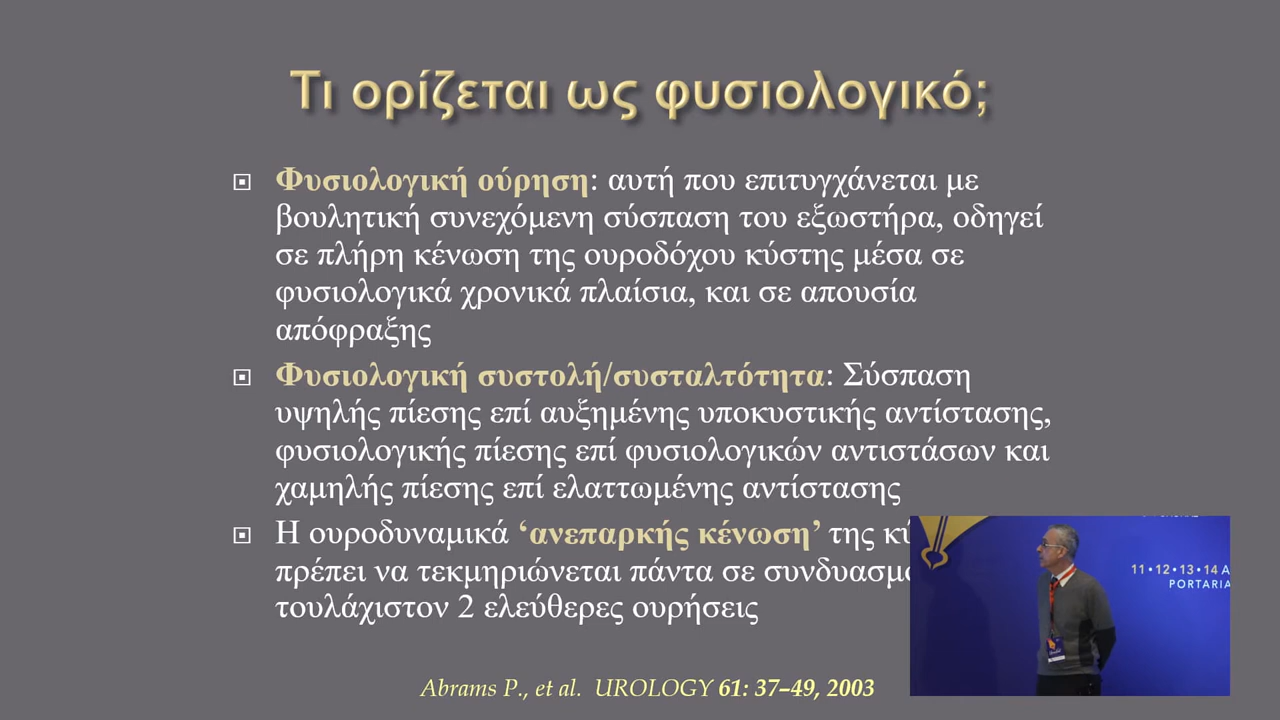 Τι ορίζεται ως φυσιολογικό;
Φυσιολογική ούρηση: αυτή που επιτυγχάνεται με
βουλητική συνεχόμενη σύσπαση του εξωστήρα, οδηγεί
σε πλήρη κένωση της ουροδόχου κύστης μέσα σε
φυσιολογικά χρονικά πλαίσια, και σε απουσία
απόφραξης
Φυσιολογική συστολή/συσταλτότητα: Σύσπαση
υψηλής πίεσης επί αυξημένης υποκυστικής αντίστασης,
φυσιολογικής πίεσης επί φυσιολογικών αντιστάσων και
χαμηλής πίεσης επί ελαττωμένης αντίστασης
Η ουροδυναμικά ‘ανεπαρκής κένωση’ της
πρέπει να τεκμηριώνεται πάντα σε
τουλάχιστον 2 ελεύθερες ουρήσεις
11•12•13•14 Α
PORTARIA
Abrams P., et al. UROLOGY 61: 37–49, 2003